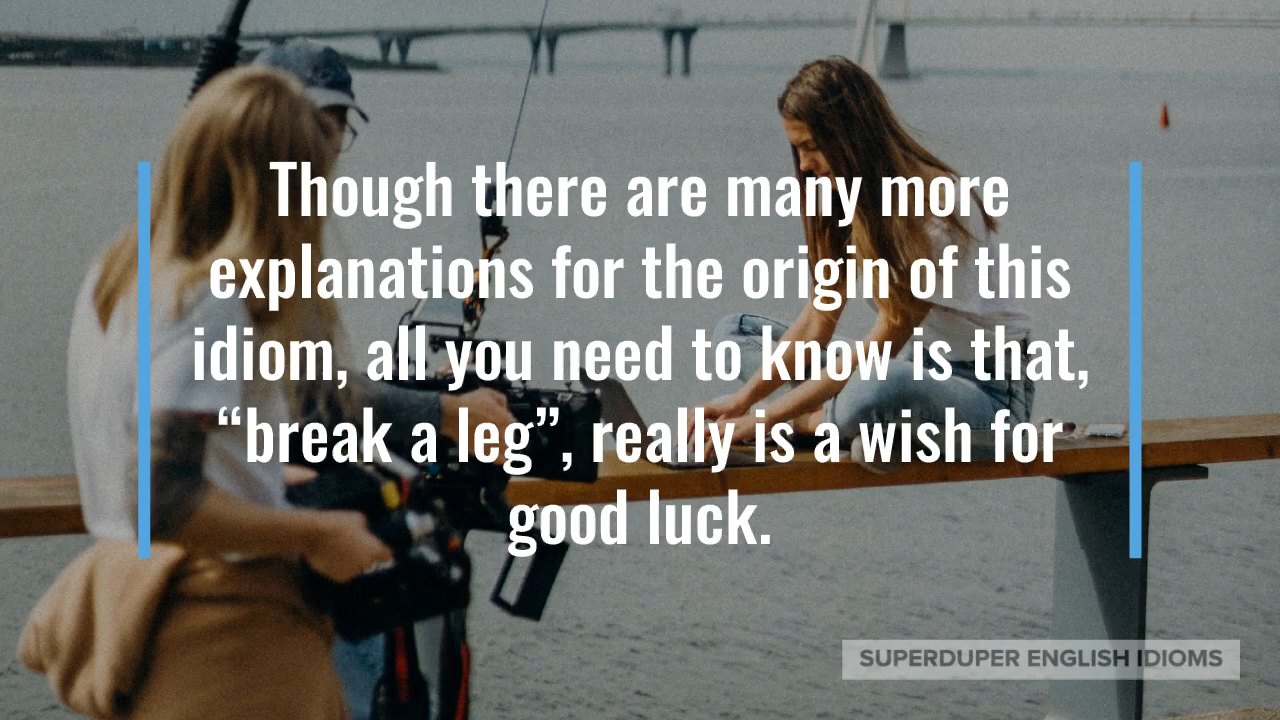 Though there are many more
explanations for the origin of this
idiom, all you need to know is that,
“break a leg”, really is a wish for
good luck.
SUPERDUPER ENGLISH IDIOMS